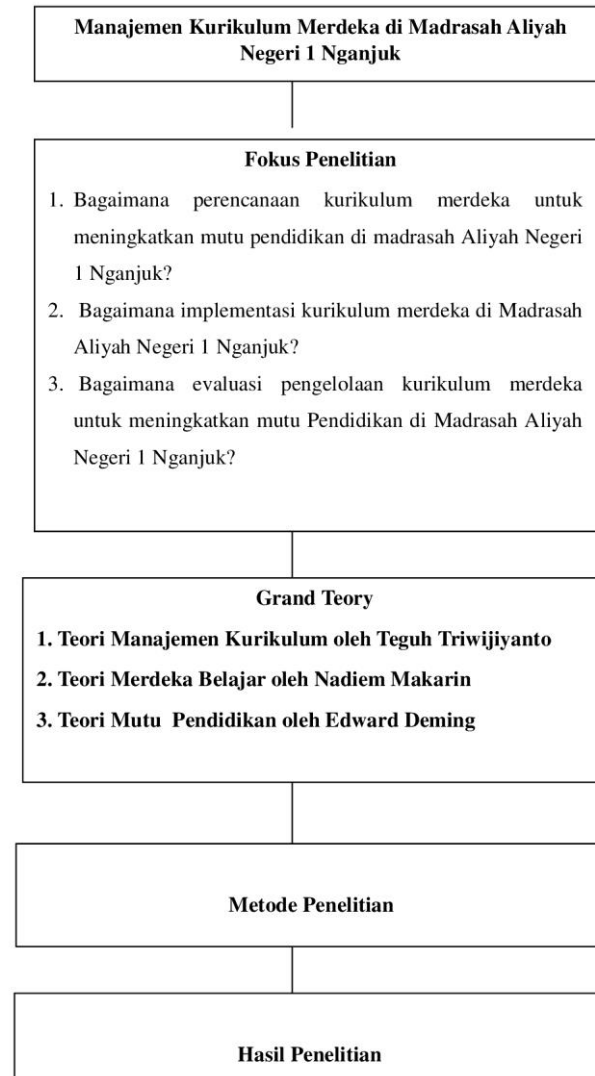 Manajemen Kurikulum Merdeka di Madrasah Aliyah
Negeri 1 Nganjuk
Fokus Penelitian
1. Bagaimana perencanaan kurikulum merdeka untuk
meningkatkan mutu pendidikan di madrasah Aliyah Negeri
1 Nganjuk?
2. Bagaimana implementasi kurikulum merdeka di Madrasah
Aliyah Negeri 1 Nganjuk?
3. Bagaimana evaluasi pengelolaan kurikulum merdeka
untuk meningkatkan mutu Pendidikan di Madrasah Aliyah
Negeri 1 Nganjuk?
Grand Teory
1. Teori Manajemen Kurikulum oleh Teguh Triwijiyanto
2. Teori Merdeka Belajar oleh Nadiem Makarin
3. Teori Mutu Pendidikan oleh Edward Deming
Metode Penelitian
Hasil Penelitian